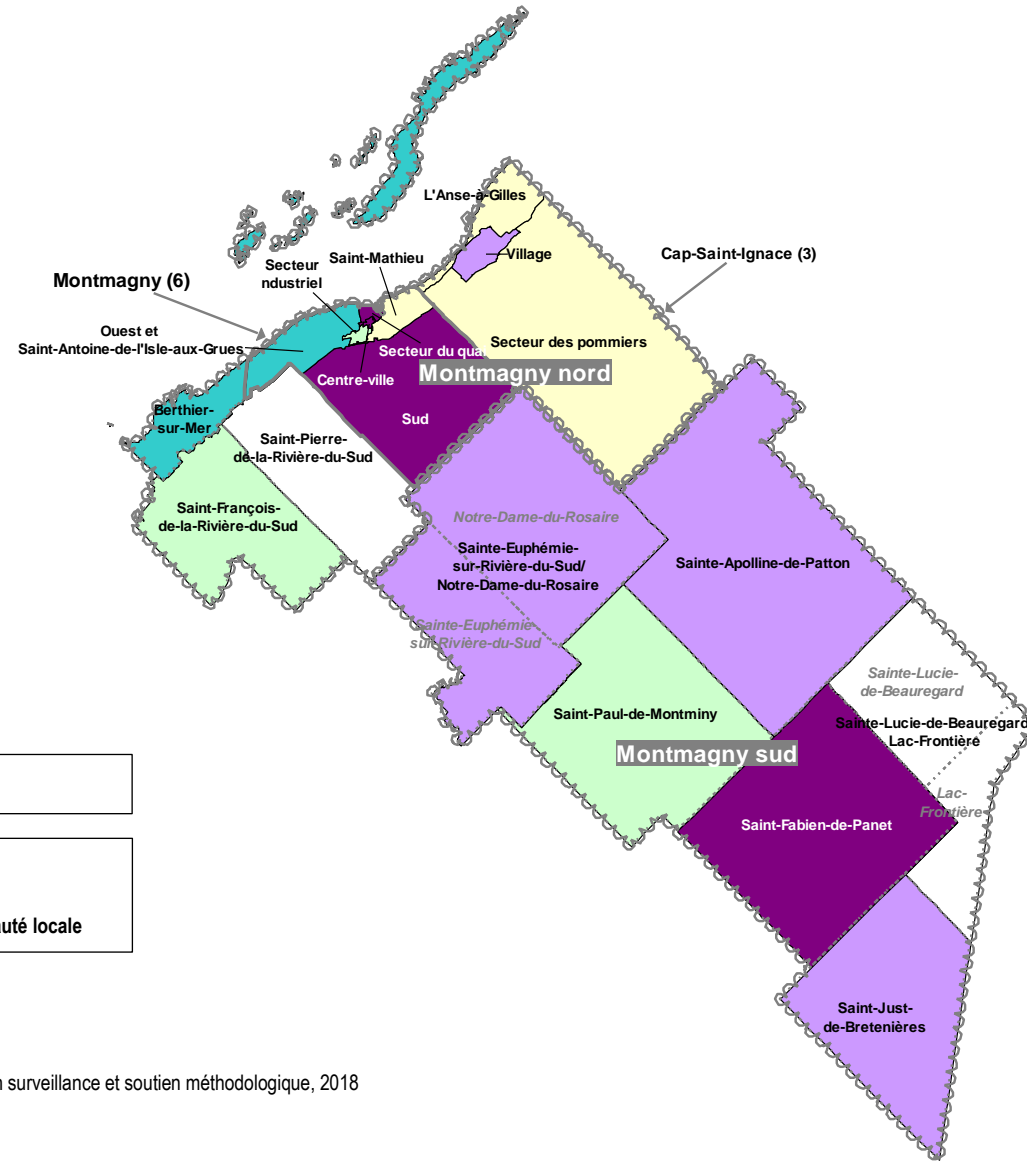 L'Anse-à-Gilles
Village
Cap-Saint-Ignace (3)
Saint-Mathieu
Secteur
ndustriel
Montmagny (6)
Ouest et
Saint-Antoine-de-l'Isle-aux-Grues
Secteur des pommiers
Secteur du quai
Centre-ville
Montmagny nord
Sud
Berthier-
sur-Mer
Saint-Pierre-
de-la-Rivière-du-Sud
Saint-François-
de-la-Rivière-du-Sud
Notre-Dame-du-Rosaire
Sainte-Euphémie-
sur-Rivière-du-Sud/
Notre-Dame-du-Rosaire
Sainte-Apolline-de-Patton
Sainte-Euphémie-
sur-Rivière-du-Sud
Sainte-Lucie-
de-Beauregard
Saint-Paul-de-Montminy
Sainte-Lucie-de-Beauregard
Lac-Frontière
Montmagny sud
Lac-
Frontière
Saint-Fabien-de-Panet
auté locale
Saint-Just-
de-Bretenières
n surveillance et soutien méthodologique, 2018